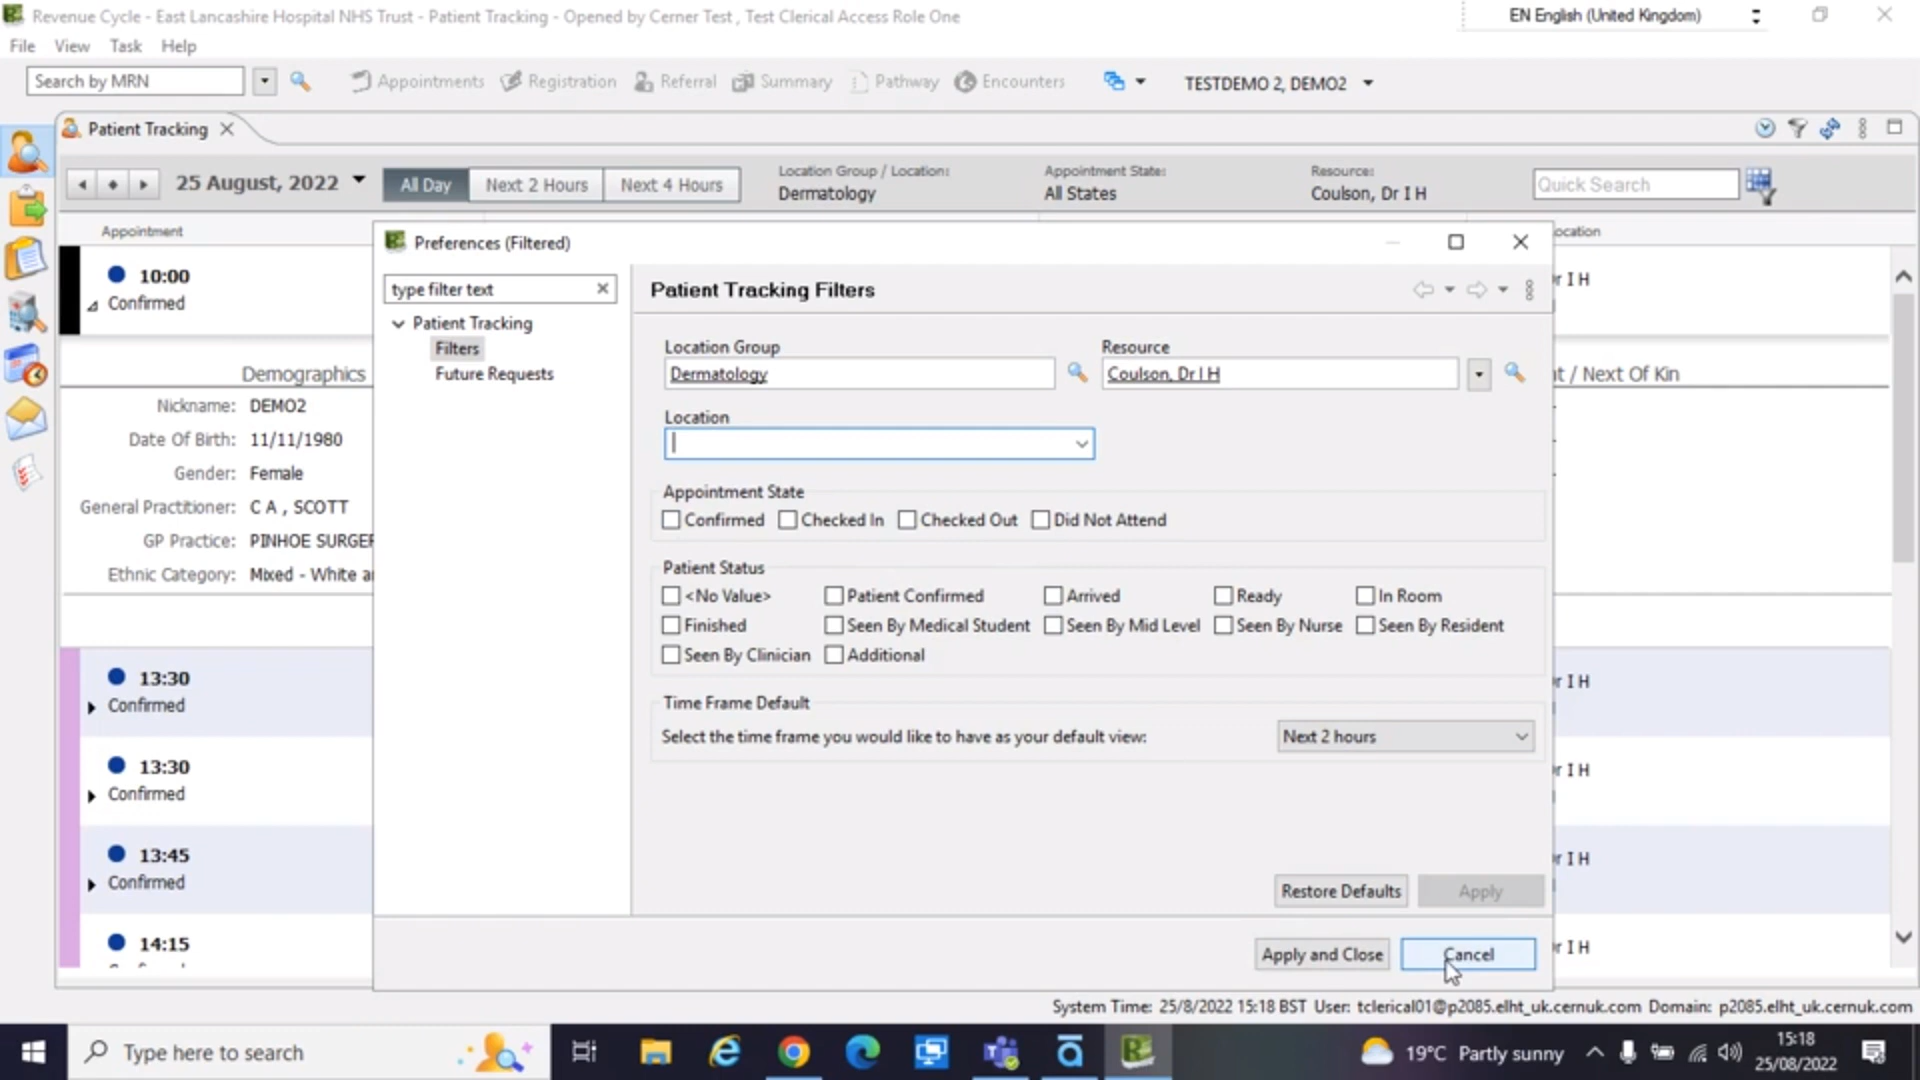 Revenue Cycle - East Lancashire Hospital NHS Trust - Patient Tracking - Opened by Cerner Test , Test Clerical Access Role One
EN English (United Kingdom)
File View Task Help
Search by MRN
Appointments Registration Referral Summary Pathway Encounters
TESTDEMO 2, DEMO2
Patient Tracking
25 August, 2022
All Day Next 2 Hours Next 4 Hours
Location Group / Location:
Dermatology
Appointment State:
All States
Resource:
Coulson, Dr I H
Quick Search
Appointment
ocation
10:00
Confirmed
r I H
Demographics
t / Next Of Kin
Nickname: DEMO2
Date Of Birth: 11/11/1980
Gender: Female
General Practitioner: C A , SCOTT
GP Practice: PINHOE SURGER
Ethnic Category: Mixed - White a
13:30
Confirmed
r I H
13:30
Confirmed
r I H
13:45
Confirmed
r I H
14:15
r I H
Preferences (Filtered)
type filter text
Patient Tracking
Filters
Future Requests
Patient Tracking Filters
Location Group
Dermatology
Resource
Coulson, Dr I H
Location
Appointment State
Confirmed Checked In Checked Out Did Not Attend
Patient Status
<No Value> Patient Confirmed Arrived Ready In Room
Finished Seen By Medical Student Seen By Mid Level Seen By Nurse Seen By Resident
Seen By Clinician Additional
Time Frame Default
Select the time frame you would like to have as your default view: Next 2 hours
Restore Defaults Apply
Apply and Close Cancel
System Time: 25/8/2022 15:18 BST User: tclerical01@p2085.elht_uk.cernuk.com Domain: p2085.elht_uk.cernuk.com
Type here to search
19°C Partly sunny
15:18
25/08/2022